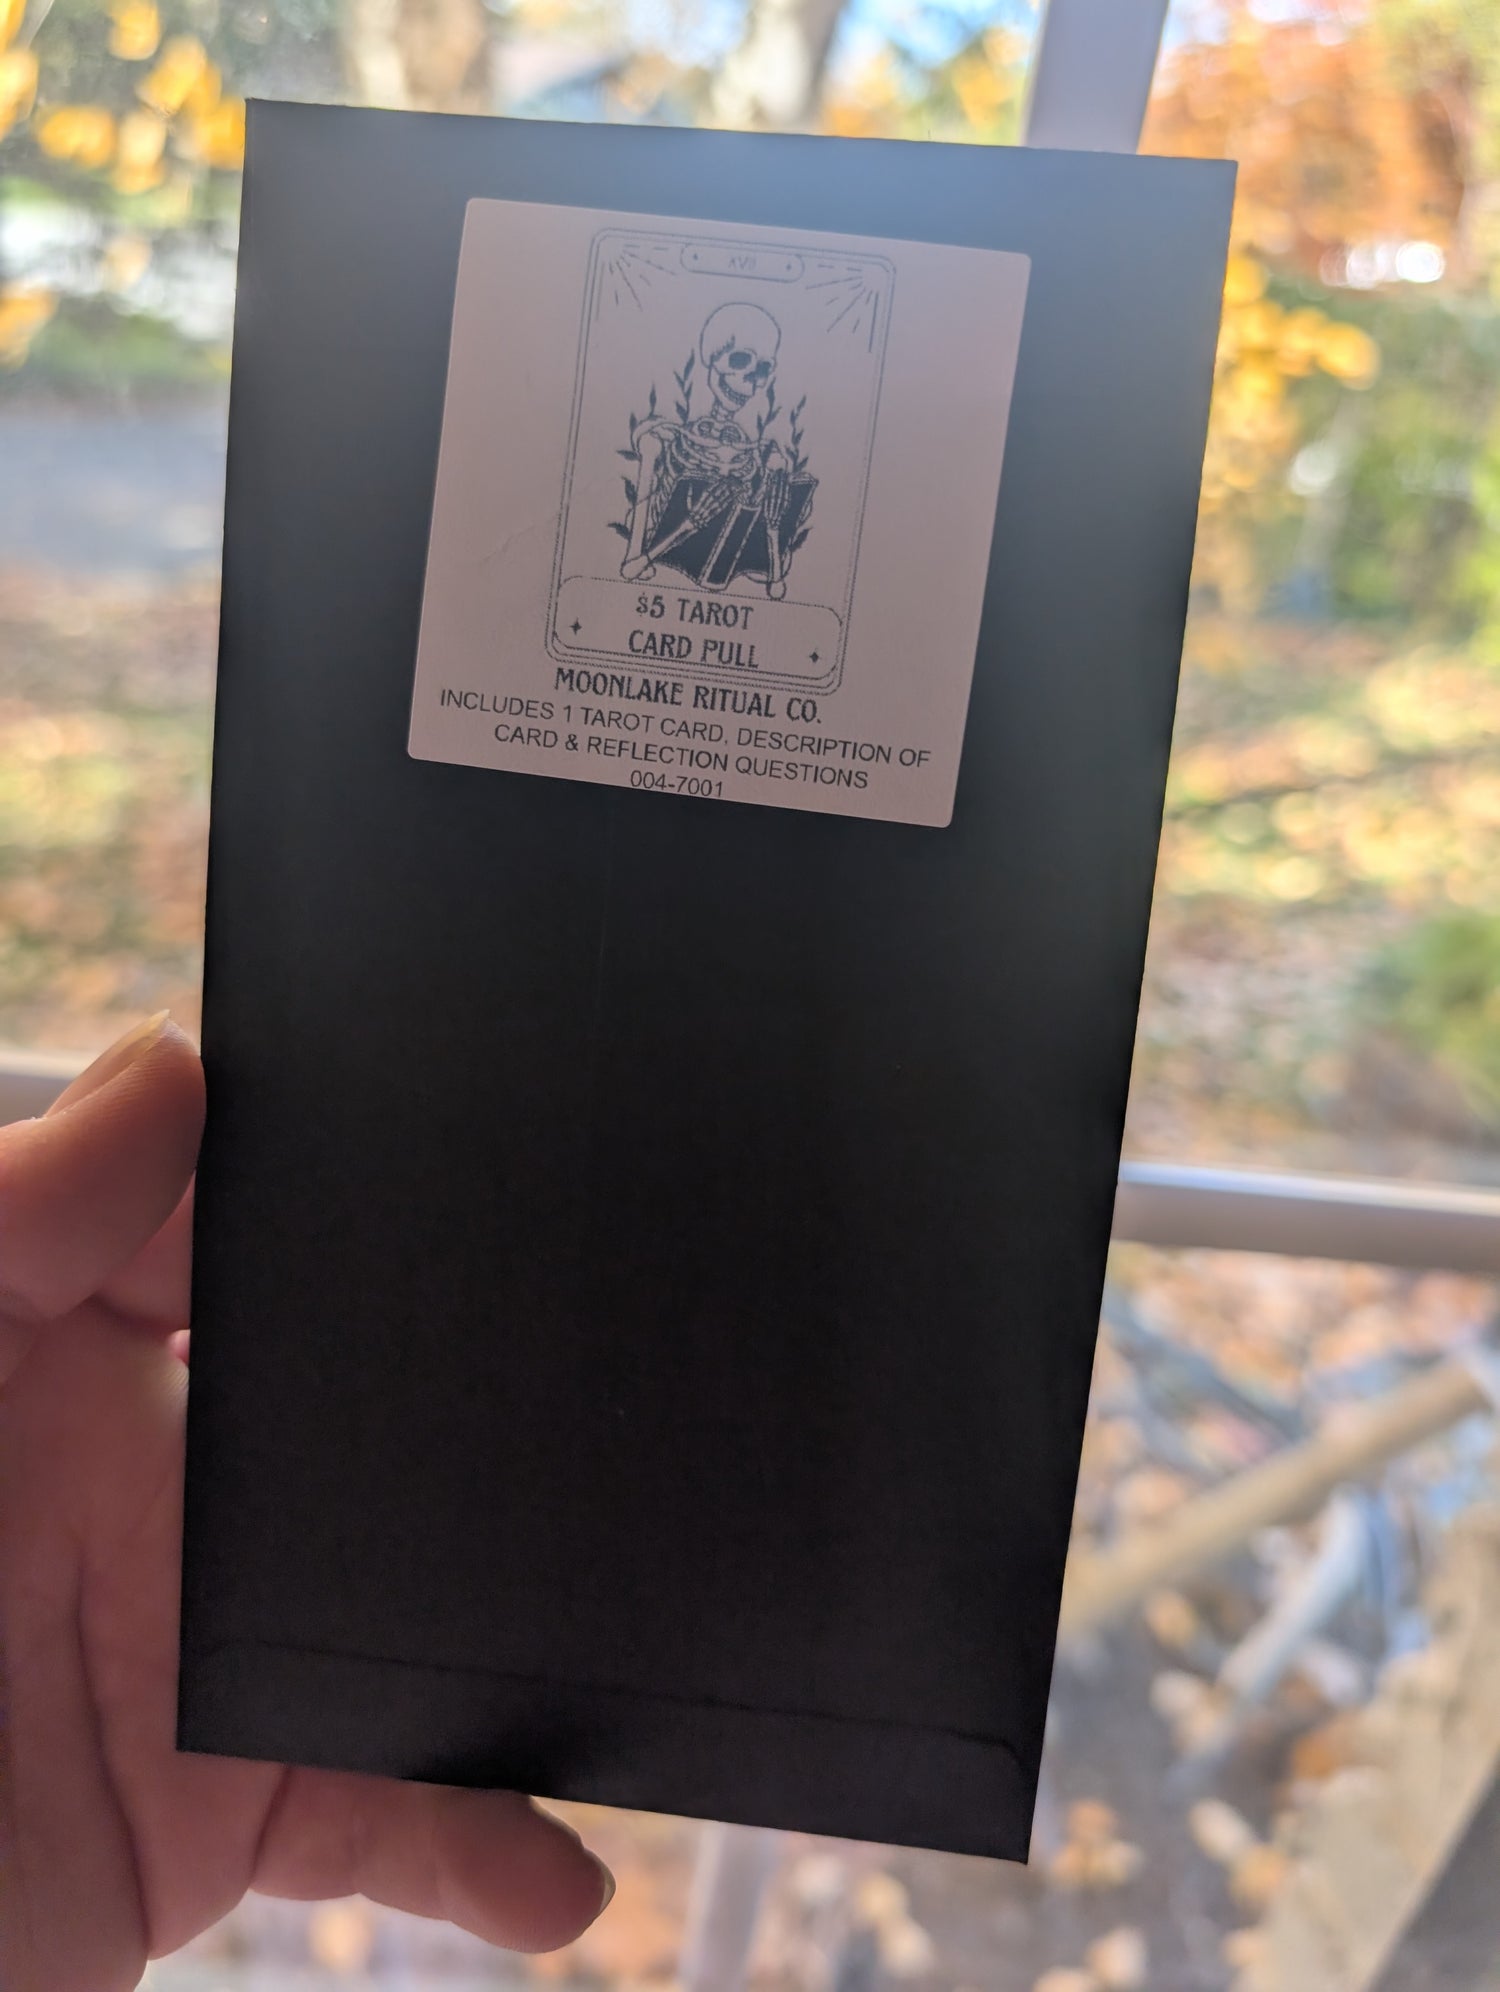 XVII
$5 TAROT
CARD PULL
MOONLAKE RITUAL CO.
INCLUDES 1 TAROT CARD, DESCRIPTION OF
CARD & REFLECTION QUESTIONS
004-7001